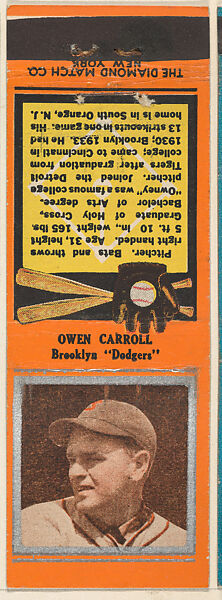 THE DIAMOND MATCH CO.
NEW YORK
Pitcher. Bats and throws
right handed. Age 31, height
5 ft. 10 in., weight 165 lbs.
Graduate of Holy Cross,
Bachelor of Arts. degree.
"Owney" was a famous college
pitcher. Joined the Detroit
Tigers after graduation from
college; came to Cincinnati in
1930; Brooklyn 1933. He had
13 strikeouts in one game. His
home is in South Orange, N. J.
OWEN CARROLL
Brooklyn "Dodgers"